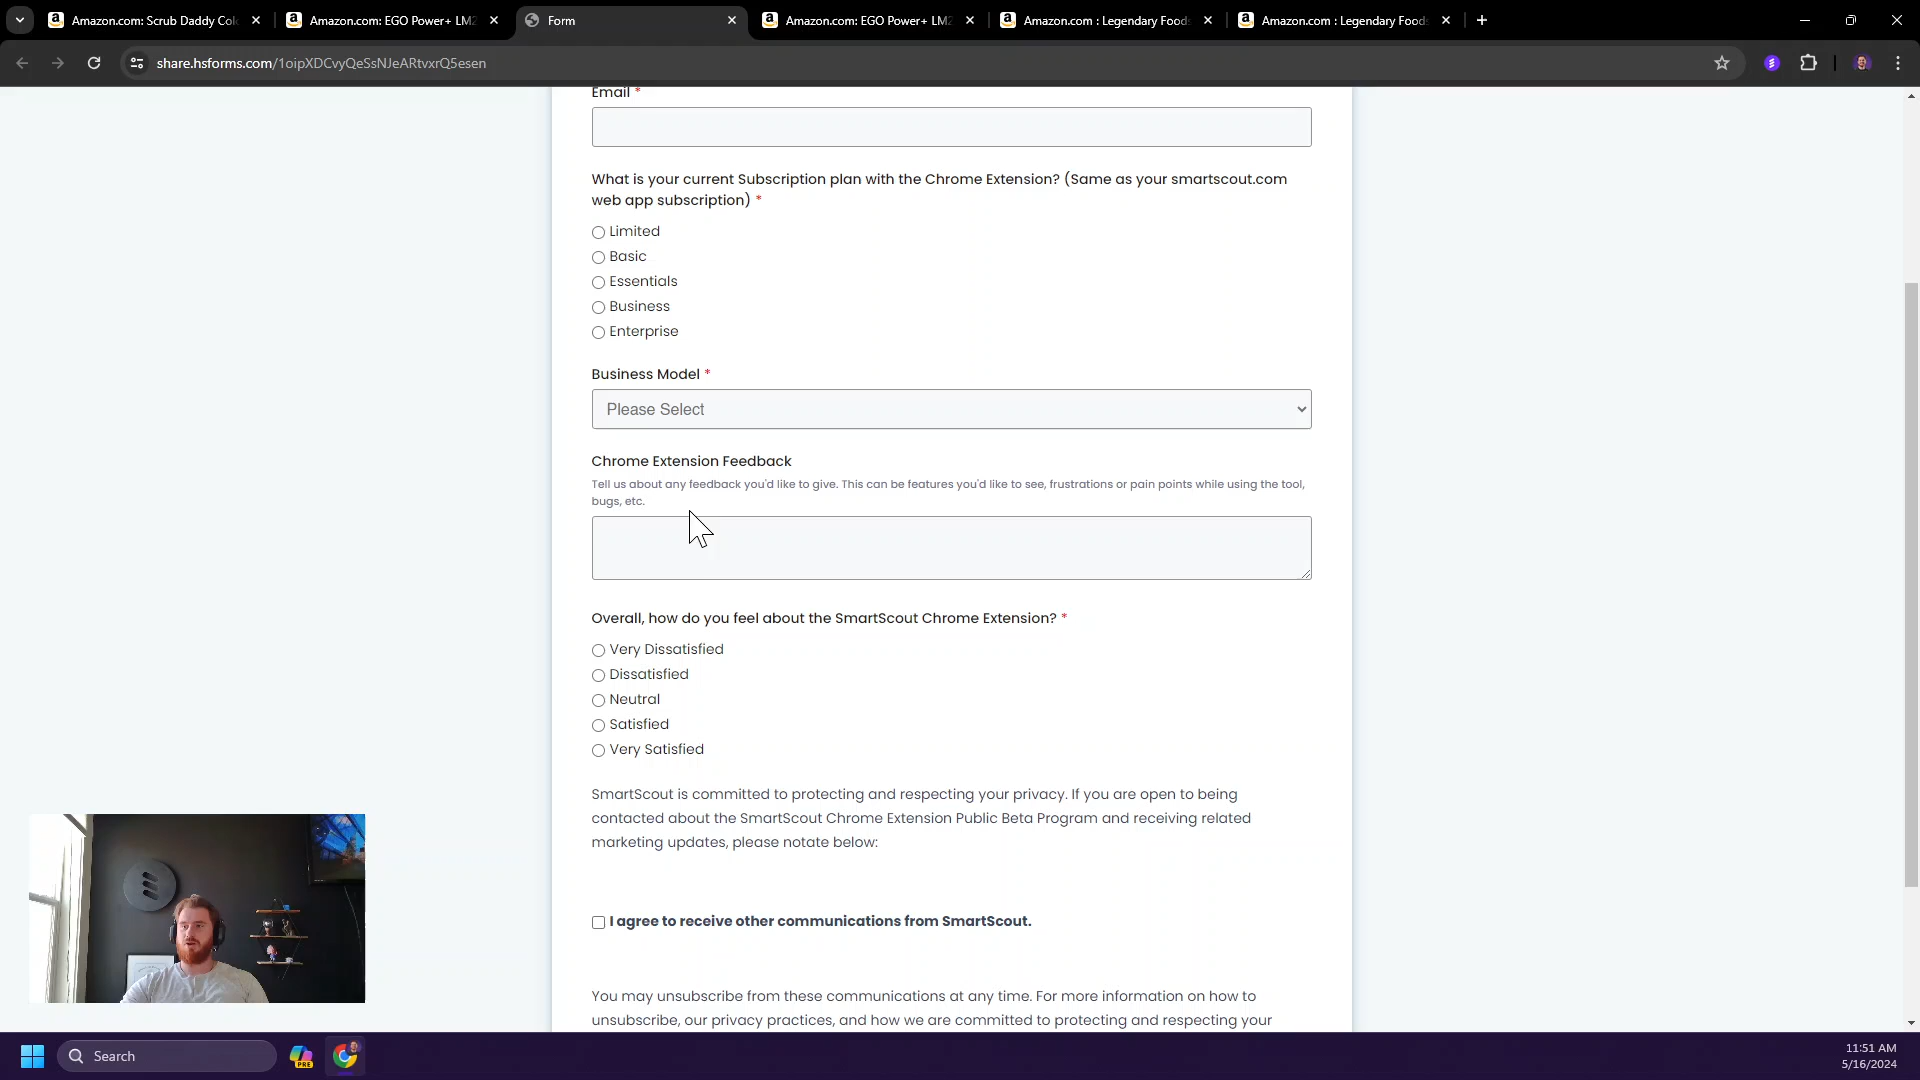 Amazon.com: Scrub Daddy Col
Amazon.com: EGO Power+ LM2
Form
Amazon.com: EGO Power+ LM2
Amazon.com : Legendary Foods
Amazon.com : Legendary Foods
share.hsforms.com/1oipXDCvyQeSsNJeARtvxrQ5esen
Email *
What is your current Subscription plan with the Chrome Extension? (Same as your smartscout.com
web app subscription) *
Limited
Basic
Essentials
Business
Enterprise
Business Model *
Please Select
Chrome Extension Feedback
Tell us about any feedback you'd like to give. This can be features you'd like to see, frustrations or pain points while using the tool,
bugs, etc.
Overall, how do you feel about the SmartScout Chrome Extension? *
Very Dissatisfied
Dissatisfied
Neutral
Satisfied
Very Satisfied
SmartScout is committed to protecting and respecting your privacy. If you are open to being
contacted about the SmartScout Chrome Extension Public Beta Program and receiving related
marketing updates, please notate below:
I agree to receive other communications from SmartScout.
You may unsubscribe from these communications at any time. For more information on how to
unsubscribe, our privacy practices, and how we are committed to protecting and respecting your
Search
PRE
11:51 AM
5/16/2024